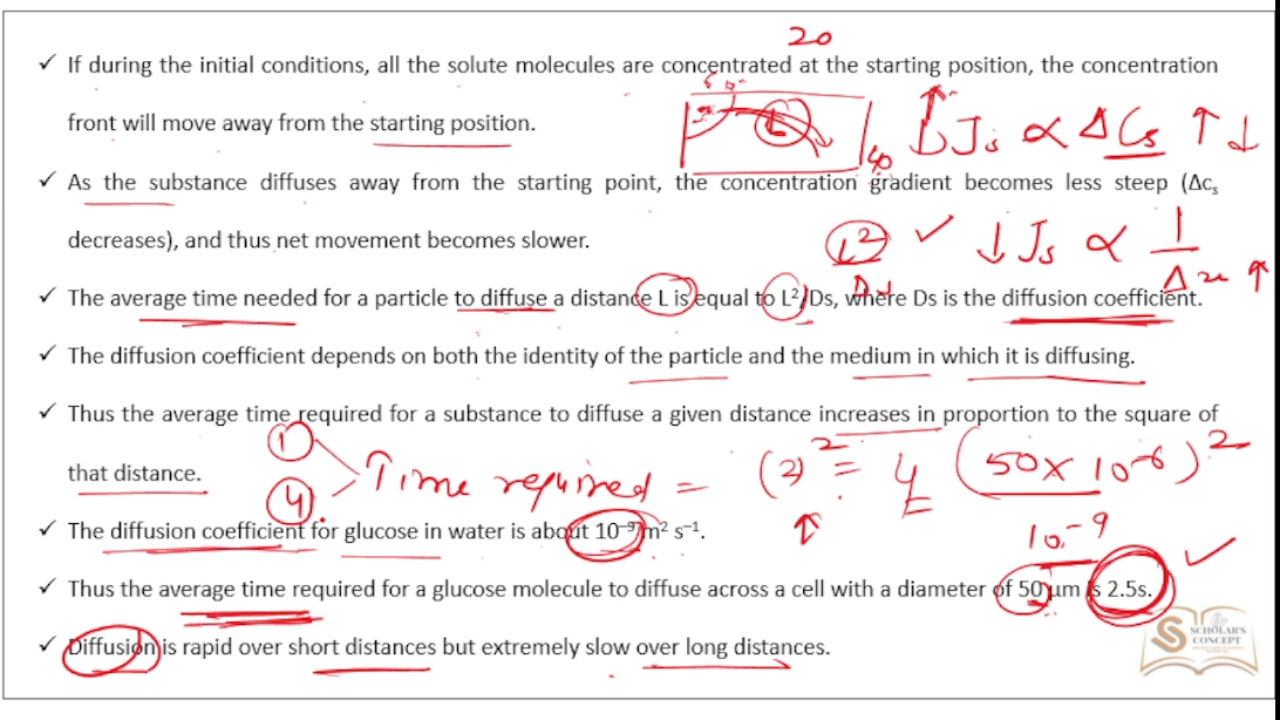 20
✓ If during the initial conditions, all the solute molecules are concentrated at the starting position, the concentration
front will move away from the starting position.
↓ Js ∝ Δ Cs ↑ ↓
40
✓ As the substance diffuses away from the starting point, the concentration gradient becomes less steep (Δcs
decreases), and thus net movement becomes slower.
L²
Ds
✓ ↓ Js ∝ 1
Δx ↑
✓ The average time needed for a particle to diffuse a distance L is equal to L²/Ds, where Ds is the diffusion coefficient.
✓ The diffusion coefficient depends on both the identity of the particle and the medium in which it is diffusing.
✓ Thus the average time required for a substance to diffuse a given distance increases in proportion to the square of
that distance.
1
4
Time required = (2)² = 4 (50 x 10-6)²
10-9
✓ The diffusion coefficient for glucose in water is about 10⁻⁹ m² s⁻¹.
✓ Thus the average time required for a glucose molecule to diffuse across a cell with a diameter of 50 μm is 2.5s.
✓ Diffusion is rapid over short distances but extremely slow over long distances.
SCHOLAR'S
CONCEPT